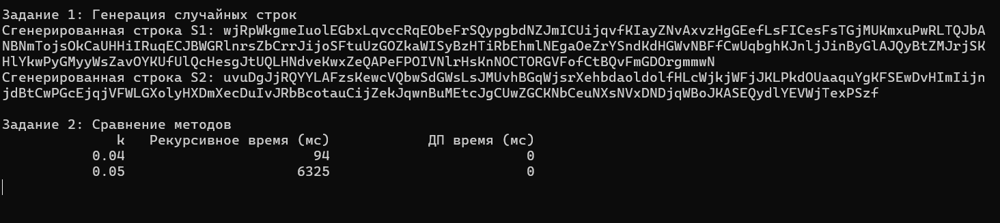 Задание 1: Генерация случайных строк
Сгенерированная строка S1: wjRpWkgmeIuolEGbxLqvccRqEObeFrSQypgbdNZJmICUijqvfKIayZNvAxvzHgGEefLsFICesFsTGjMUKmxuPwRLTQJbA
NBNmTojsOkCaUHHiIRuqECJBWGRlnrsZbCrrJijoSFtuUzGOZkaWISyBzHTiRbEhmlNEgaOeZrYSndKdHGWvNBFfCwUqbghKJnljJinByGlAJQyBtZMJrjSK
HlYkwPyGMyyWsZavOYKUfUlQcHesgJtUQLHNdveKwxZeQAPeFPOIVNlrHsKnNOCTORGVFofCtBQvFmGDOrgmmwN
Сгенерированная строка S2: uvuDgJjRQYYLAFzsKewcVQbwSdGWsLsJMUvhBGqWjsrXehbdaoldolfHLcWjkjWFjJKLPkdOUaaquYgKFSEwDvHImIijn
jdBtCwPGcEjqjVFWLGXolyHXDmXecDuIvJRbBcotauCijZekJqwnBuMEtcJgCUwZGCKNbCeuNXsNVxDNDjqWBoJKASEQydlYEVWjTexPSzf
Задание 2: Сравнение методов
k Рекурсивное время (мс) ДП время (мс)
0.04 94 0
0.05 6325 0